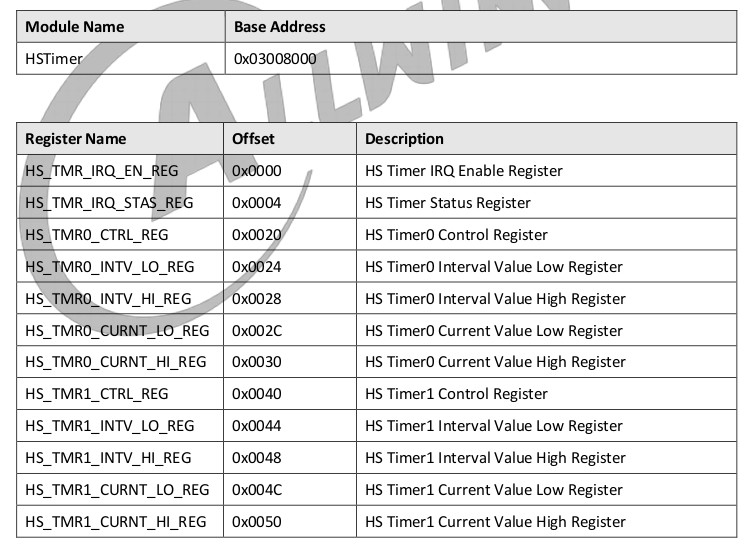 Module Name Base Address
HSTimer 0x03008000
Register Name Offset Description
HS_TMR_IRQ_EN_REG 0x0000 HS Timer IRQ Enable Register
HS_TMR_IRQ_STAS_REG 0x0004 HS Timer Status Register
HS_TMR0_CTRL_REG 0x0020 HS Timer0 Control Register
HS_TMR0_INTV_LO_REG 0x0024 HS Timer0 Interval Value Low Register
HS_TMR0_INTV_HI_REG 0x0028 HS Timer0 Interval Value High Register
HS_TMR0_CURNT_LO_REG 0x002C HS Timer0 Current Value Low Register
HS_TMR0_CURNT_HI_REG 0x0030 HS Timer0 Current Value High Register
HS_TMR1_CTRL_REG 0x0040 HS Timer1 Control Register
HS_TMR1_INTV_LO_REG 0x0044 HS Timer1 Interval Value Low Register
HS_TMR1_INTV_HI_REG 0x0048 HS Timer1 Interval Value High Register
HS_TMR1_CURNT_LO_REG 0x004C HS Timer1 Current Value Low Register
HS_TMR1_CURNT_HI_REG 0x0050 HS Timer1 Current Value High Register
ALLWIN